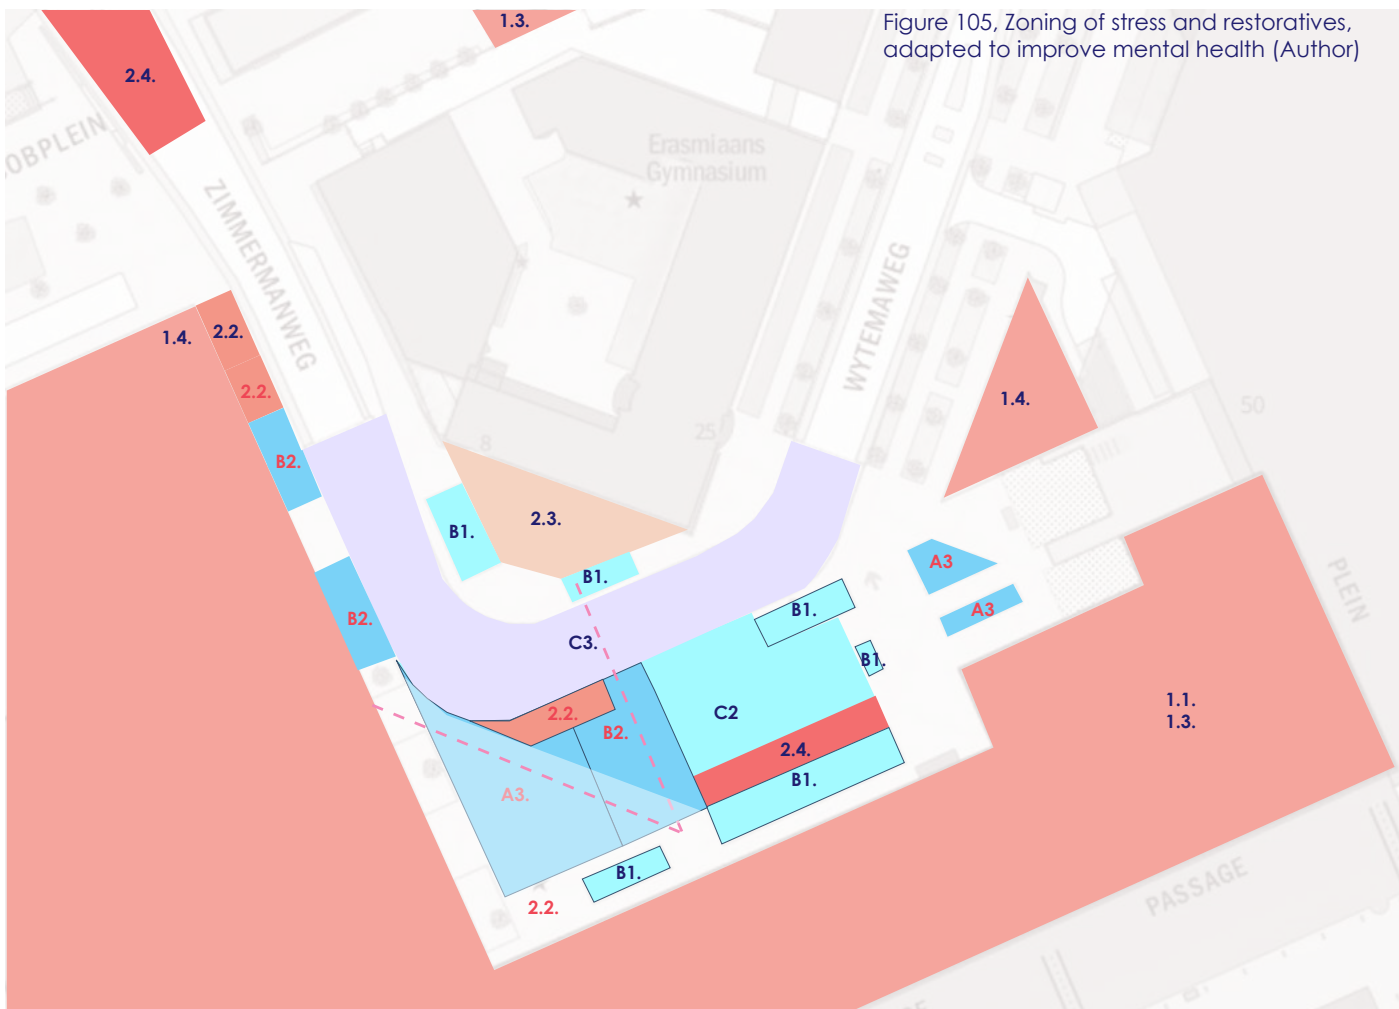 Figure 105, Zoning of stress and restoratives,
adapted to improve mental health (Author)
1.3.
2.4.
OBPLEIN
Erasmiaans
Gymnasium
ZIMMERMANWEG
WYTEMAWEG
1.4.
2.2.
2.2.
1.4.
50
8
25
B2.
2.3.
B1.
A3
B1.
PLEIN
A3
B1.
B2.
C3.
B1.
1.1.
1.3.
2.2.
C2
B2.
2.4.
B1.
A3.
B1.
PASSAGE
2.2.